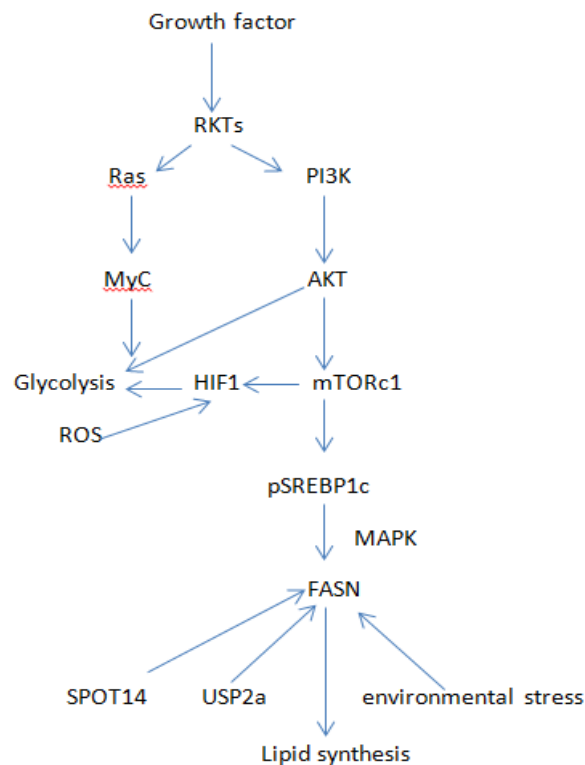 Growth factor
RKTs
Ras PI3K
MyC AKT
Glycolysis HIF1 mTORc1
ROS
pSREBP1c
MAPK
FASN
SPOT14 USP2a environmental stress
Lipid synthesis